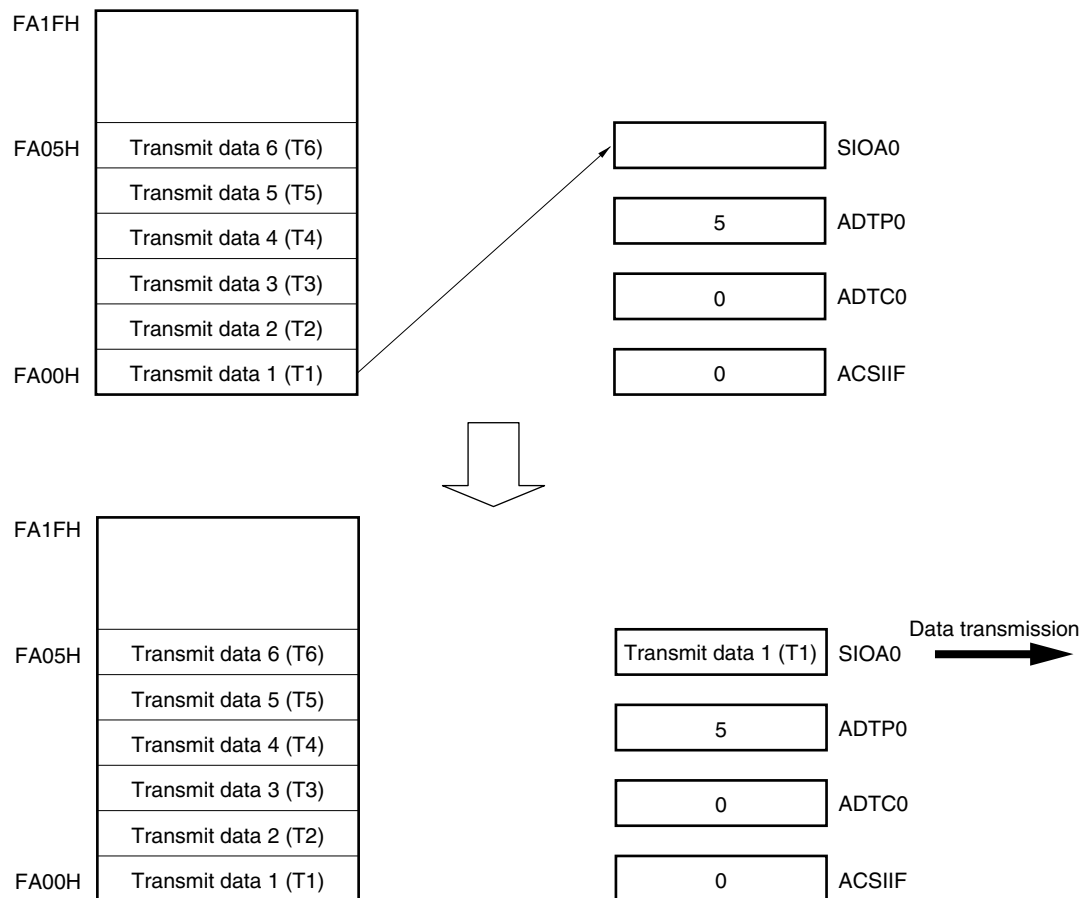 FA1FH
FA05H Transmit data 6 (T6) SIOA0
Transmit data 5 (T5)
5 ADTP0
Transmit data 4 (T4)
Transmit data 3 (T3)
0 ADTC0
Transmit data 2 (T2)
FA00H Transmit data 1 (T1) 0 ACSIIF
FA1FH
Data transmission
FA05H Transmit data 6 (T6) Transmit data 1 (T1) SIOA0
Transmit data 5 (T5)
5 ADTP0
Transmit data 4 (T4)
Transmit data 3 (T3)
0 ADTC0
Transmit data 2 (T2)
FA00H Transmit data 1 (T1) 0 ACSIIF